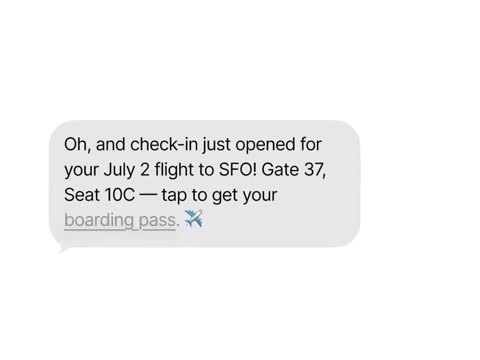 Oh, and check-in just opened for
your July 2 flight to SFO! Gate 37,
Seat 10C — tap to get your
boarding pass. ✈️